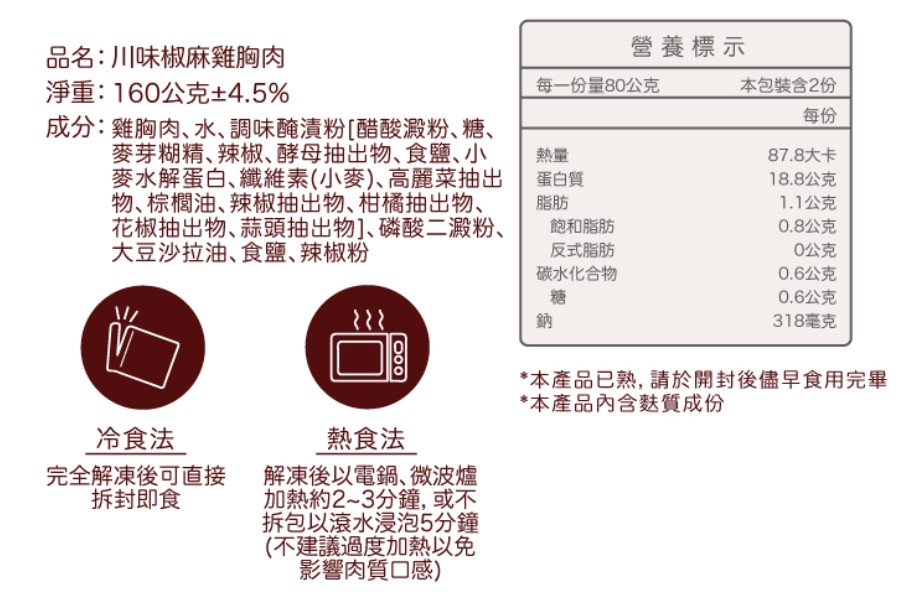 品名：川味椒麻雞胸肉
淨重：160公克±4.5%
成分：雞胸肉、水、調味醃漬粉[醋酸澱粉、糖、
麥芽糊精、辣椒、酵母抽出物、食鹽、小
麥水解蛋白、纖維素(小麥)、高麗菜抽出
物、棕櫚油、辣椒抽出物、柑橘抽出物、
花椒抽出物、蒜頭抽出物]、磷酸二澱粉、
大豆沙拉油、食鹽、辣椒粉
冷食法
完全解凍後可直接
拆封即食
熱食法
解凍後以電鍋、微波爐
加熱約2~3分鐘, 或不
拆包以滾水浸泡5分鐘
(不建議過度加熱以免
影響肉質口感)
營養標示
每一份量80公克 本包裝含2份
每份
熱量 87.8大卡
蛋白質 18.8公克
脂肪 1.1公克
飽和脂肪 0.8公克
反式脂肪 0公克
碳水化合物 0.6公克
糖 0.6公克
鈉 318毫克
*本產品已熟, 請於開封後儘早食用完畢
*本產品內含麩質成份